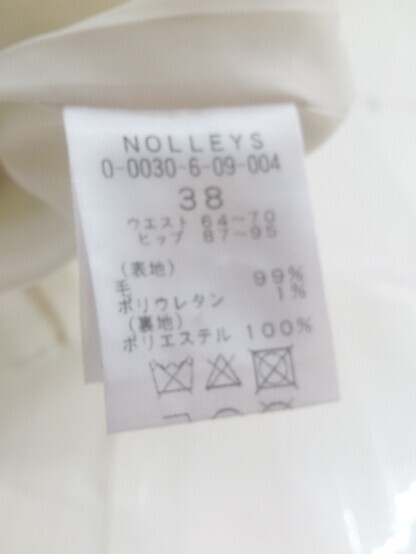 NOLLEYS
0-0030-6-09-004
38
ウエスト 64~70
ヒップ 87~95
(表地)
毛 99%
ポリウレタン 1%
(裏地)
ポリエステル 100%